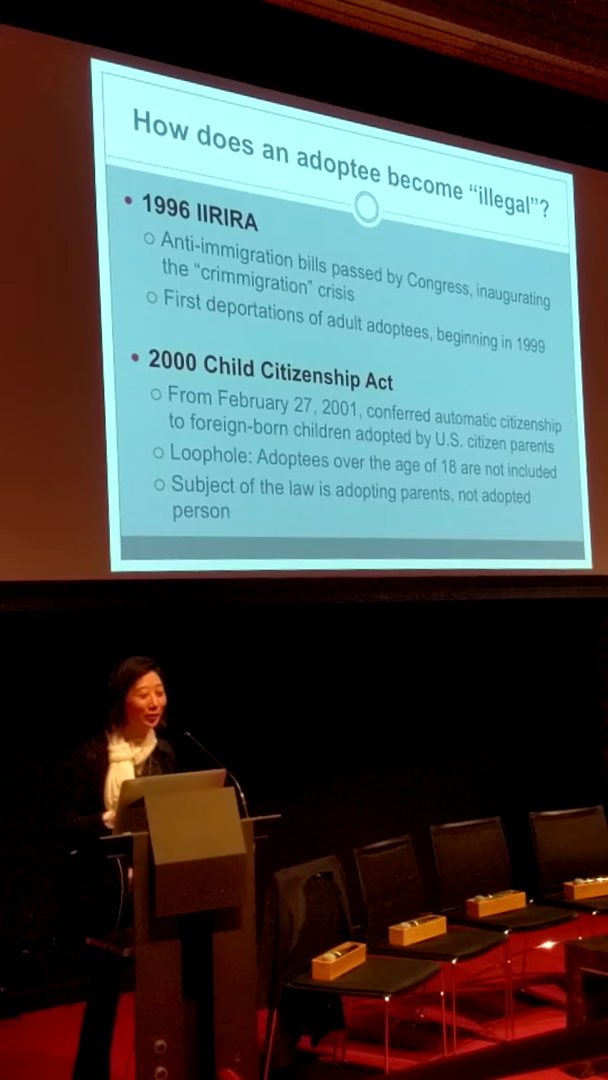 How does an adoptee become “illegal”?
• 1996 IIRIRA
○ Anti-immigration bills passed by Congress, inaugurating
the “crimmigration” crisis
○ First deportations of adult adoptees, beginning in 1999
• 2000 Child Citizenship Act
○ From February 27, 2001, conferred automatic citizenship
to foreign-born children adopted by U.S. citizen parents
○ Loophole: Adoptees over the age of 18 are not included
○ Subject of the law is adopting parents, not adopted
person